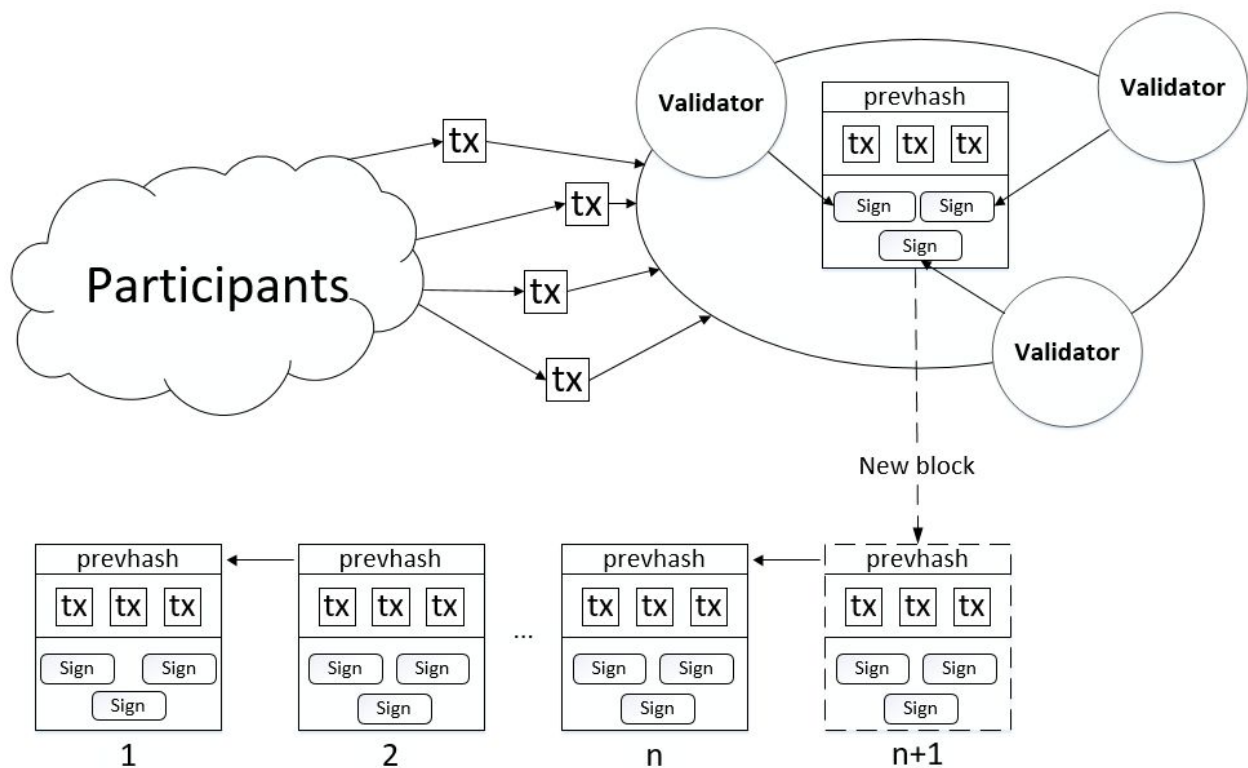 Validator
Validator
prevhash
tx
tx tx tx
tx
Sign Sign
Sign
Participants
tx
Validator
tx
New block
prevhash prevhash prevhash prevhash
tx tx tx tx tx tx tx tx tx tx tx tx
...
Sign Sign Sign Sign Sign Sign Sign Sign
Sign Sign Sign Sign
1 2 n n+1